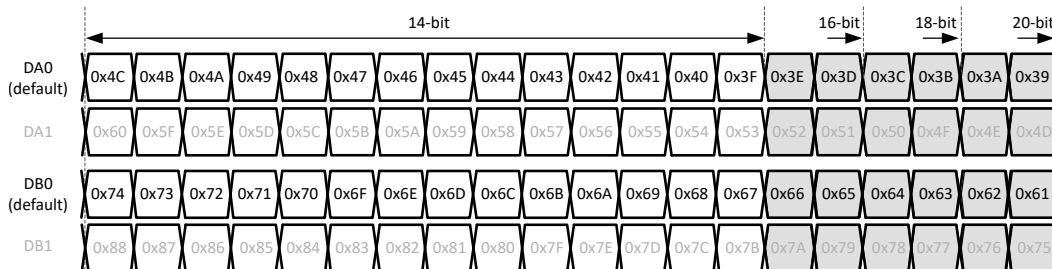 14-bit 16-bit 18-bit 20-bit
DA0 (default) 0x4C 0x4B 0x4A 0x49 0x48 0x47 0x46 0x45 0x44 0x43 0x42 0x41 0x40 0x3F 0x3E 0x3D 0x3C 0x3B 0x3A 0x39
DA1 0x60 0x5F 0x5E 0x5D 0x5C 0x5B 0x5A 0x59 0x58 0x57 0x56 0x55 0x54 0x53 0x52 0x51 0x50 0x4F 0x4E 0x4D
DB0 (default) 0x74 0x73 0x72 0x71 0x70 0x6F 0x6E 0x6D 0x6C 0x6B 0x6A 0x69 0x68 0x67 0x66 0x65 0x64 0x63 0x62 0x61
DB1 0x88 0x87 0x86 0x85 0x84 0x83 0x82 0x81 0x80 0x7F 0x7E 0x7D 0x7C 0x7B 0x7A 0x79 0x78 0x77 0x76 0x75